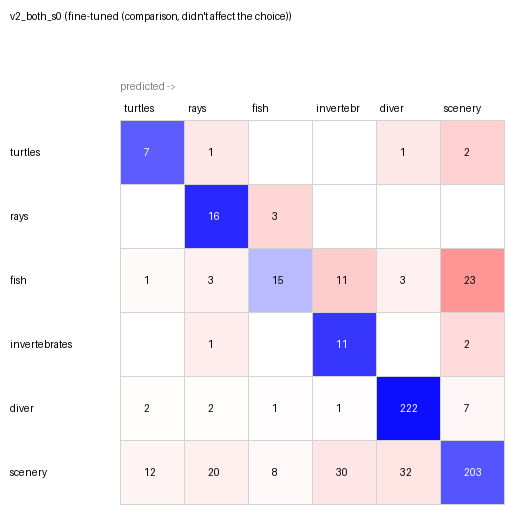 v2_both_s0 (fine-tuned (comparison, didn't affect the choice))
predicted ->
turtles rays fish invertebr diver scenery
turtles 7 1 1 2
rays 16 3
fish 1 3 15 11 3 23
invertebrates 1 11 2
diver 2 2 1 1 222 7
scenery 12 20 8 30 32 203